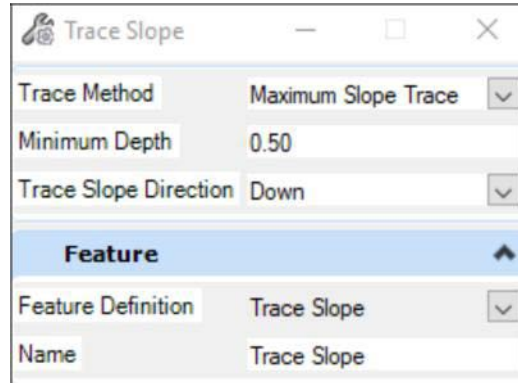 Trace Slope
Trace Method Maximum Slope Trace
Minimum Depth 0.50
Trace Slope Direction Down
Feature
Feature Definition Trace Slope
Name Trace Slope